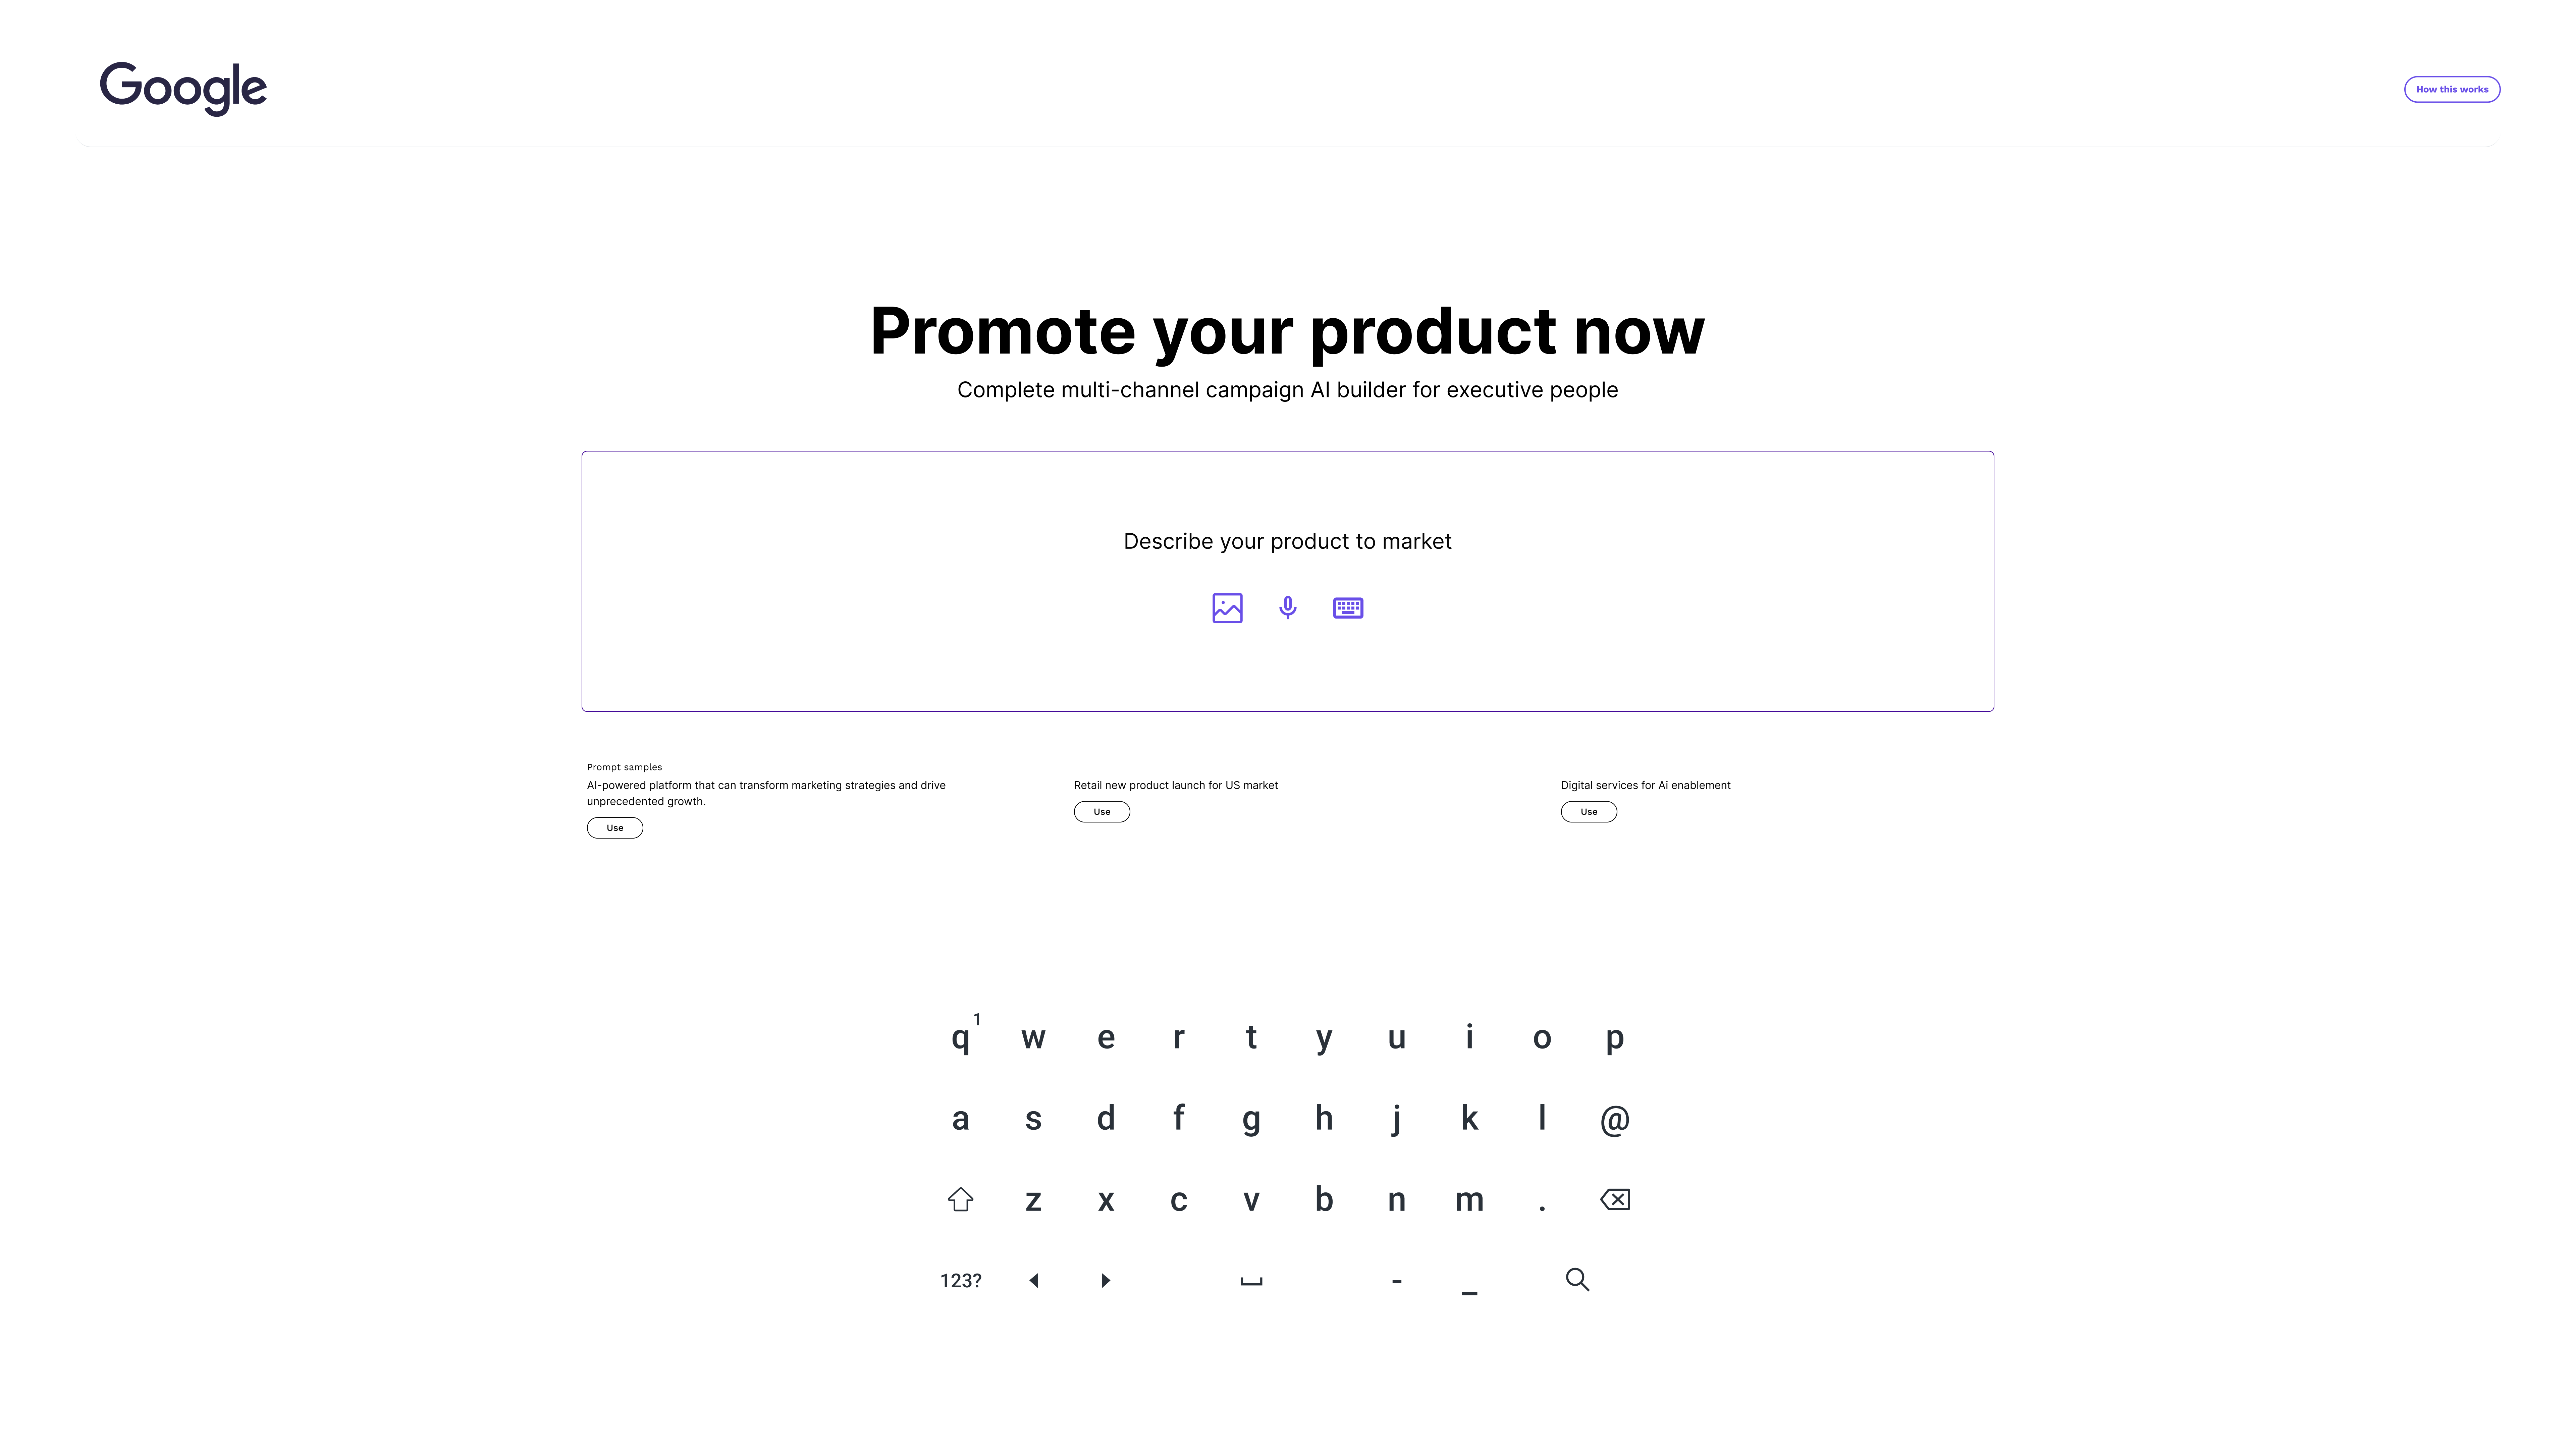 Google
How this works
Promote your product now
Complete multi-channel campaign AI builder for executive people
Describe your product to market
Prompt samples
AI-powered platform that can transform marketing strategies and drive
unprecedented growth.
Use
Retail new product launch for US market
Use
Digital services for Ai enablement
Use
q 1 w e r t y u i o p
a s d f g h j k l @
z x c v b n m .
123? - _